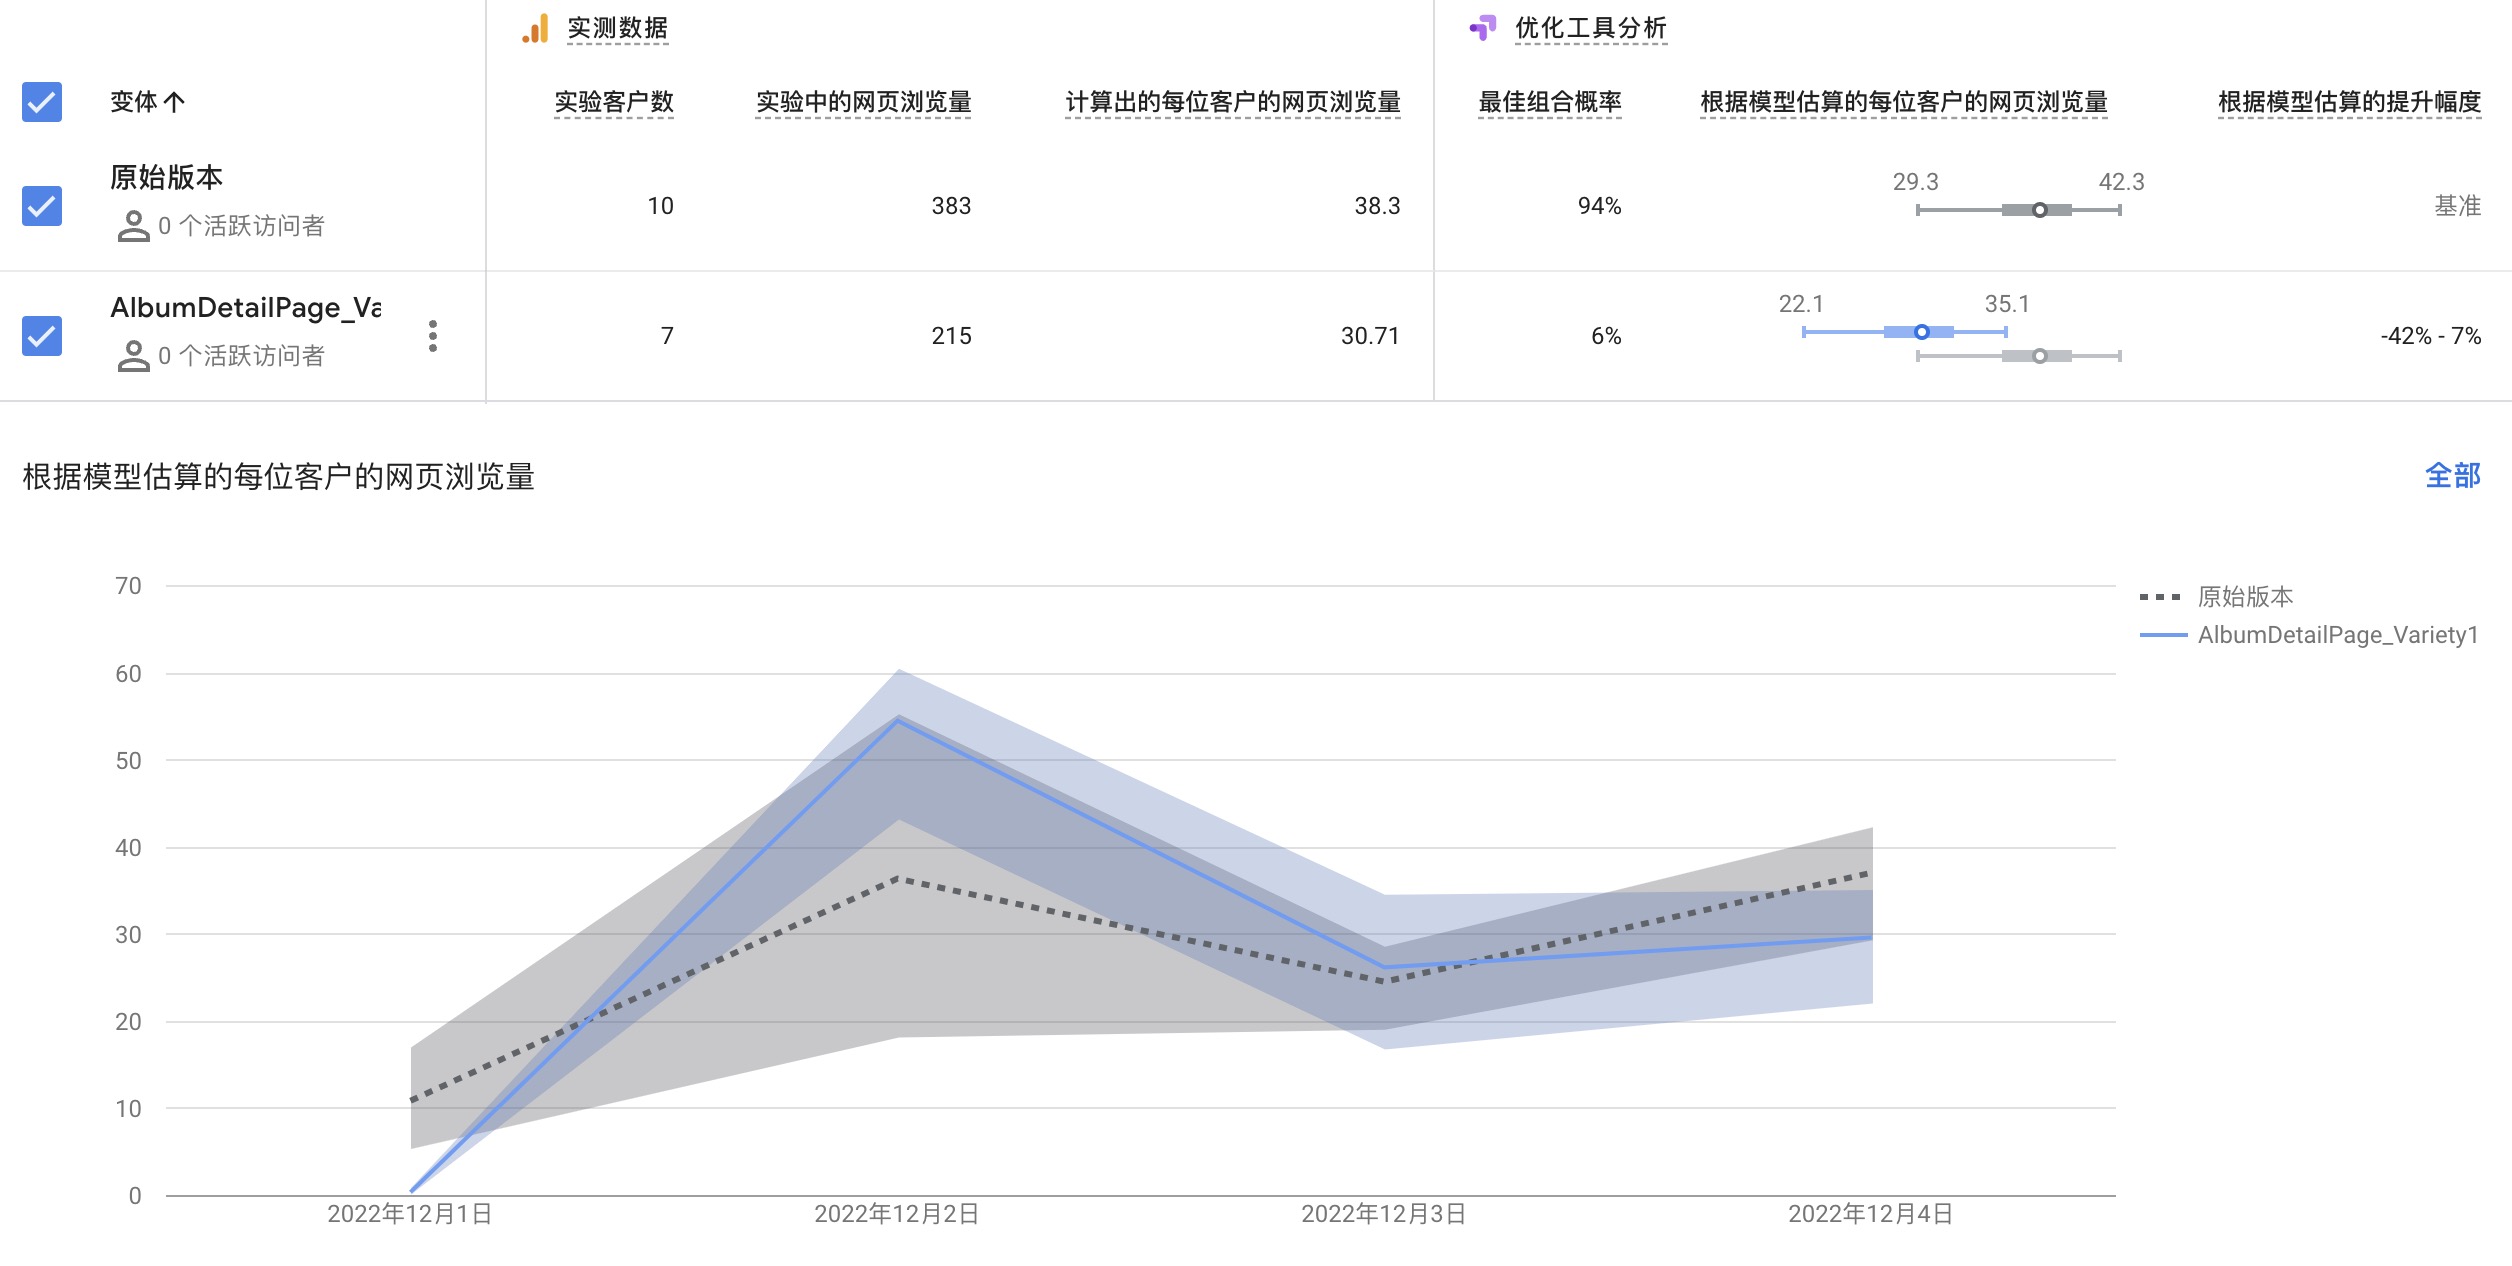 实测数据
优化工具分析
变体
实验客户数
实验中的网页浏览量
计算出的每位客户的网页浏览量
最佳组合概率
根据模型估算的每位客户的网页浏览量
根据模型估算的提升幅度
原始版本
0 个活跃访问者
10
383
38.3
94%
29.3
42.3
基准
AlbumDetailPage_Va
0 个活跃访问者
7
215
30.71
6%
22.1
35.1
-42% - 7%
根据模型估算的每位客户的网页浏览量
全部
70
60
50
40
30
20
10
0
2022年12月1日
2022年12月2日
2022年12月3日
2022年12月4日
原始版本
AlbumDetailPage_Variety1